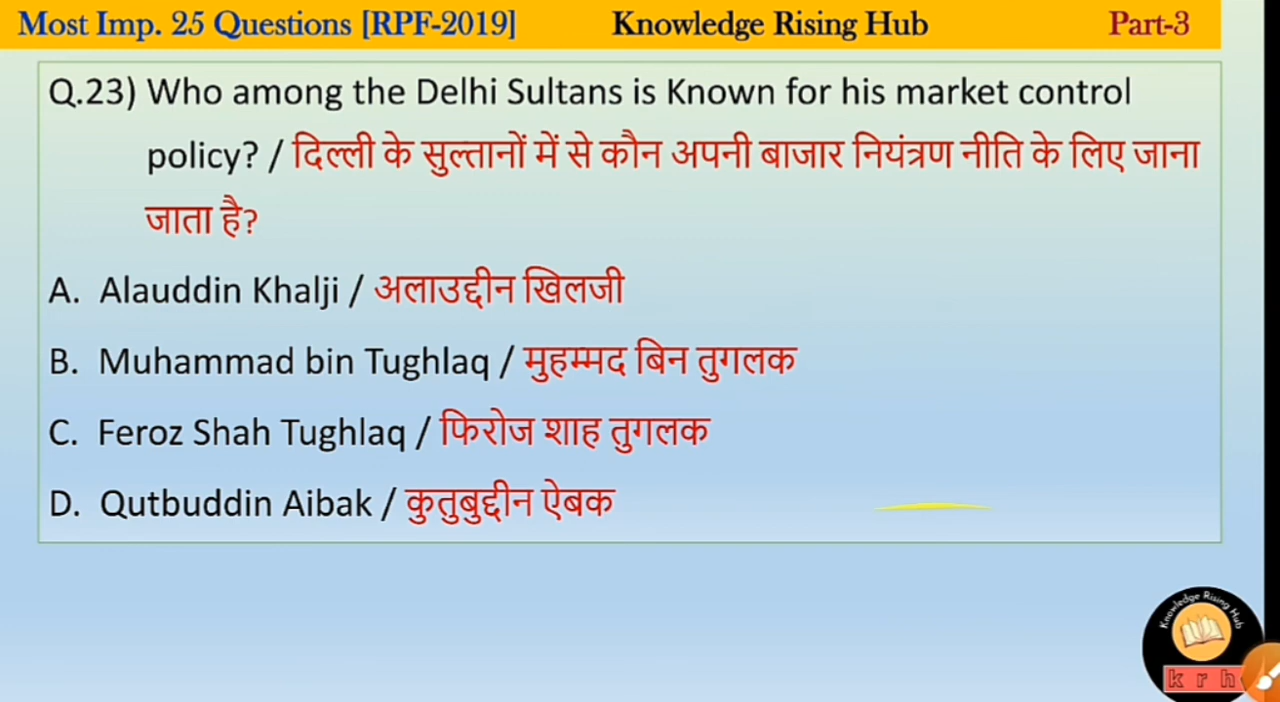 Most Imp. 25 Questions [RPF-2019] Knowledge Rising Hub Part-3
Q.23) Who among the Delhi Sultans is Known for his market control
policy? / दिल्ली के सुल्तानों में से कौन अपनी बाजार नियंत्रण नीति के लिए जाना
जाता है?
A. Alauddin Khalji / अलाउद्दीन खिलजी
B. Muhammad bin Tughlaq / मुहम्मद बिन तुगलक
C. Feroz Shah Tughlaq / फिरोज शाह तुगलक
D. Qutbuddin Aibak / कुतुबुद्दीन ऐबक
Knowledge Rising Hub
k r h